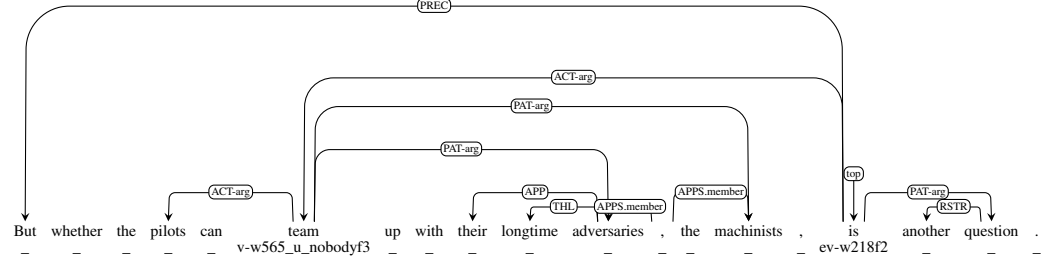 PREC
ACT-arg
PAT-arg
PAT-arg
top
ACT-arg APP APPS.member PAT-arg
THL APPS.member RSTR
But whether the pilots can team up with their longtime adversaries , the machinists , is another question .
_ _ _ _ _ v-w565_u_nobodyf3 _ _ _ _ _ _ _ _ _ ev-w218f2 _ _ _